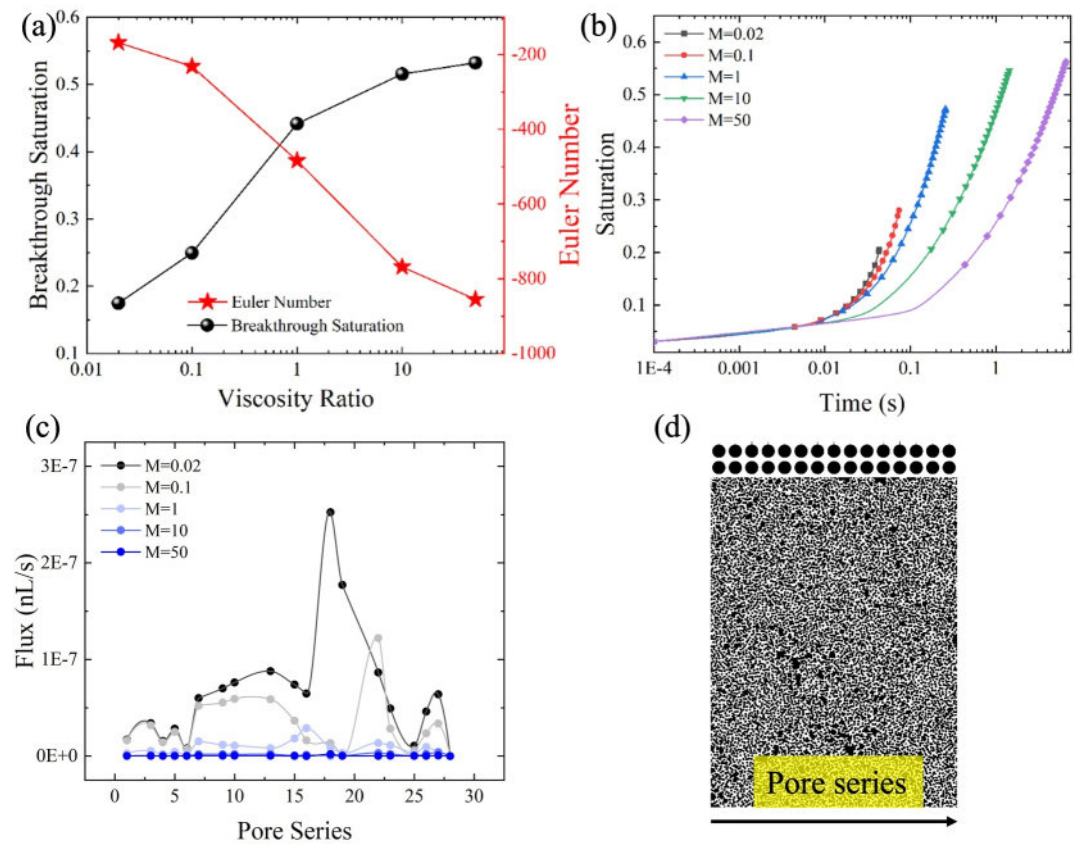 (a)
Breakthrough Saturation
0.6
0.5
0.4
0.3
0.2
0.1
0.01
0.1
1
10
Viscosity Ratio
-200
-400
-600
-800
-1000
Euler Number
Euler Number
Breakthrough Saturation
(b)
Saturation
0.6
0.5
0.4
0.3
0.2
0.1
M=0.02
M=0.1
M=1
M=10
M=50
1E-4
0.001
0.01
0.1
1
Time (s)
(c)
Flux (nL/s)
3E-7
2E-7
1E-7
0E+0
M=0.02
M=0.1
M=1
M=10
M=50
0
5
10
15
20
25
30
Pore Series
(d)
Pore series